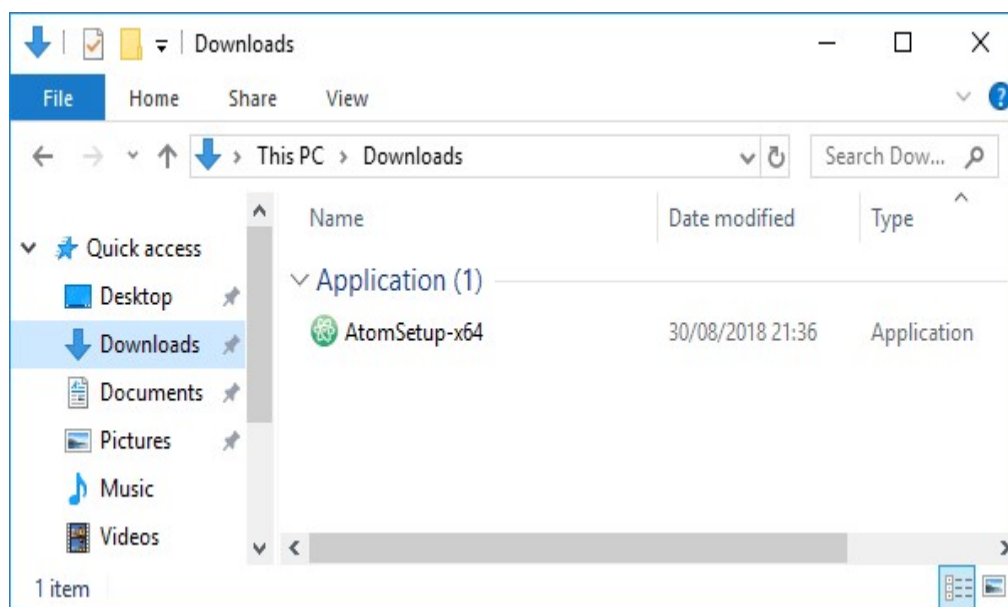 Downloads
File Home Share View
This PC > Downloads Search Dow...
Name Date modified Type
Quick access
Application (1)
Desktop
AtomSetup-x64 30/08/2018 21:36 Application
Downloads
Documents
Pictures
Music
Videos
1 item